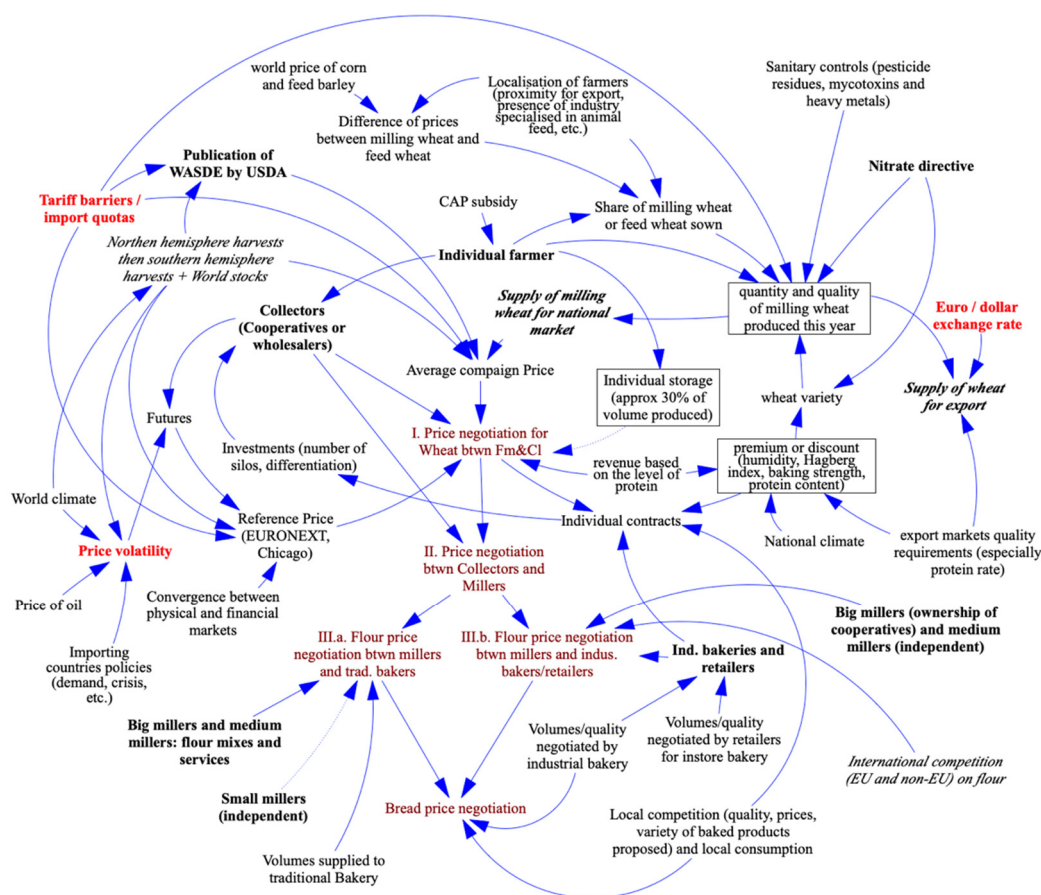 world price of corn
and feed barley
Localisation of farmers
(proximity for export,
presence of industry
specialised in animal
feed, etc.)
Sanitary controls (pesticide
residues, mycotoxins and
heavy metals)
Difference of prices
between milling wheat and
feed wheat
Publication of
WASDE by USDA
Nitrate directive
Tariff barriers /
import quotas
CAP subsidy
Share of milling wheat
or feed wheat sown
Northen hemisphere harvests
then southern hemisphere
harvests + World stocks
Individual farmer
Supply of milling
wheat for national
market
quantity and quality
of milling wheat
produced this year
Euro / dollar
exchange rate
Collectors
(Cooperatives or
wholesalers)
Average compaign Price
Individual storage
(approx 30% of
volume produced)
wheat variety
Supply of wheat
for export
Futures
I. Price negotiation for
Wheat btwn Fm&Cl
Investments (number of
silos, differentiation)
revenue based
on the level of
protein
premium or discount
(humidity, Hagberg
index, baking strength,
protein content)
World climate
Reference Price
(EURONEXT,
Chicago)
Individual contracts
National climate
export markets quality
requirements (especially
protein rate)
Price volatility
II. Price negotiation
btwn Collectors and
Millers
Price of oil
Convergence between
physical and financial
markets
Big millers (ownership of
cooperatives) and medium
millers (independent)
III.a. Flour price
negotiation btwn millers
and trad. bakers
III.b. Flour price negotiation
btwn millers and indus.
bakers/retailers
Ind. bakeries and
retailers
Importing
countries policies
(demand, crisis,
etc.)
Big millers and medium
millers: flour mixes and
services
Volumes/quality
negotiated by
industrial bakery
Volumes/quality
negotiated by retailers
for instore bakery
International competition
(EU and non-EU) on flour
Small millers
(independent)
Bread price negotiation
Local competition (quality, prices,
variety of baked products
proposed) and local consumption
Volumes supplied to
traditional Bakery